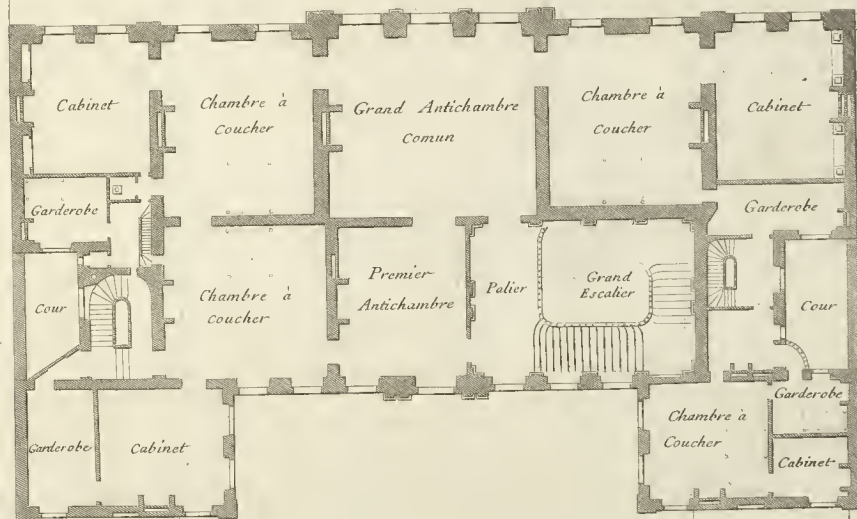 Cabinet
Chambre à
Coucher
Grand Antichambre
Comun
Chambre à
Coucher
Cabinet
Garderobe
Garderobe
Cour
Chambre à
Coucher
Premier
Antichambre
Palier
Grand
Escalier
Cour
Garderobe
Cabinet
Chambre à
Coucher
Garderobe
Cabinet